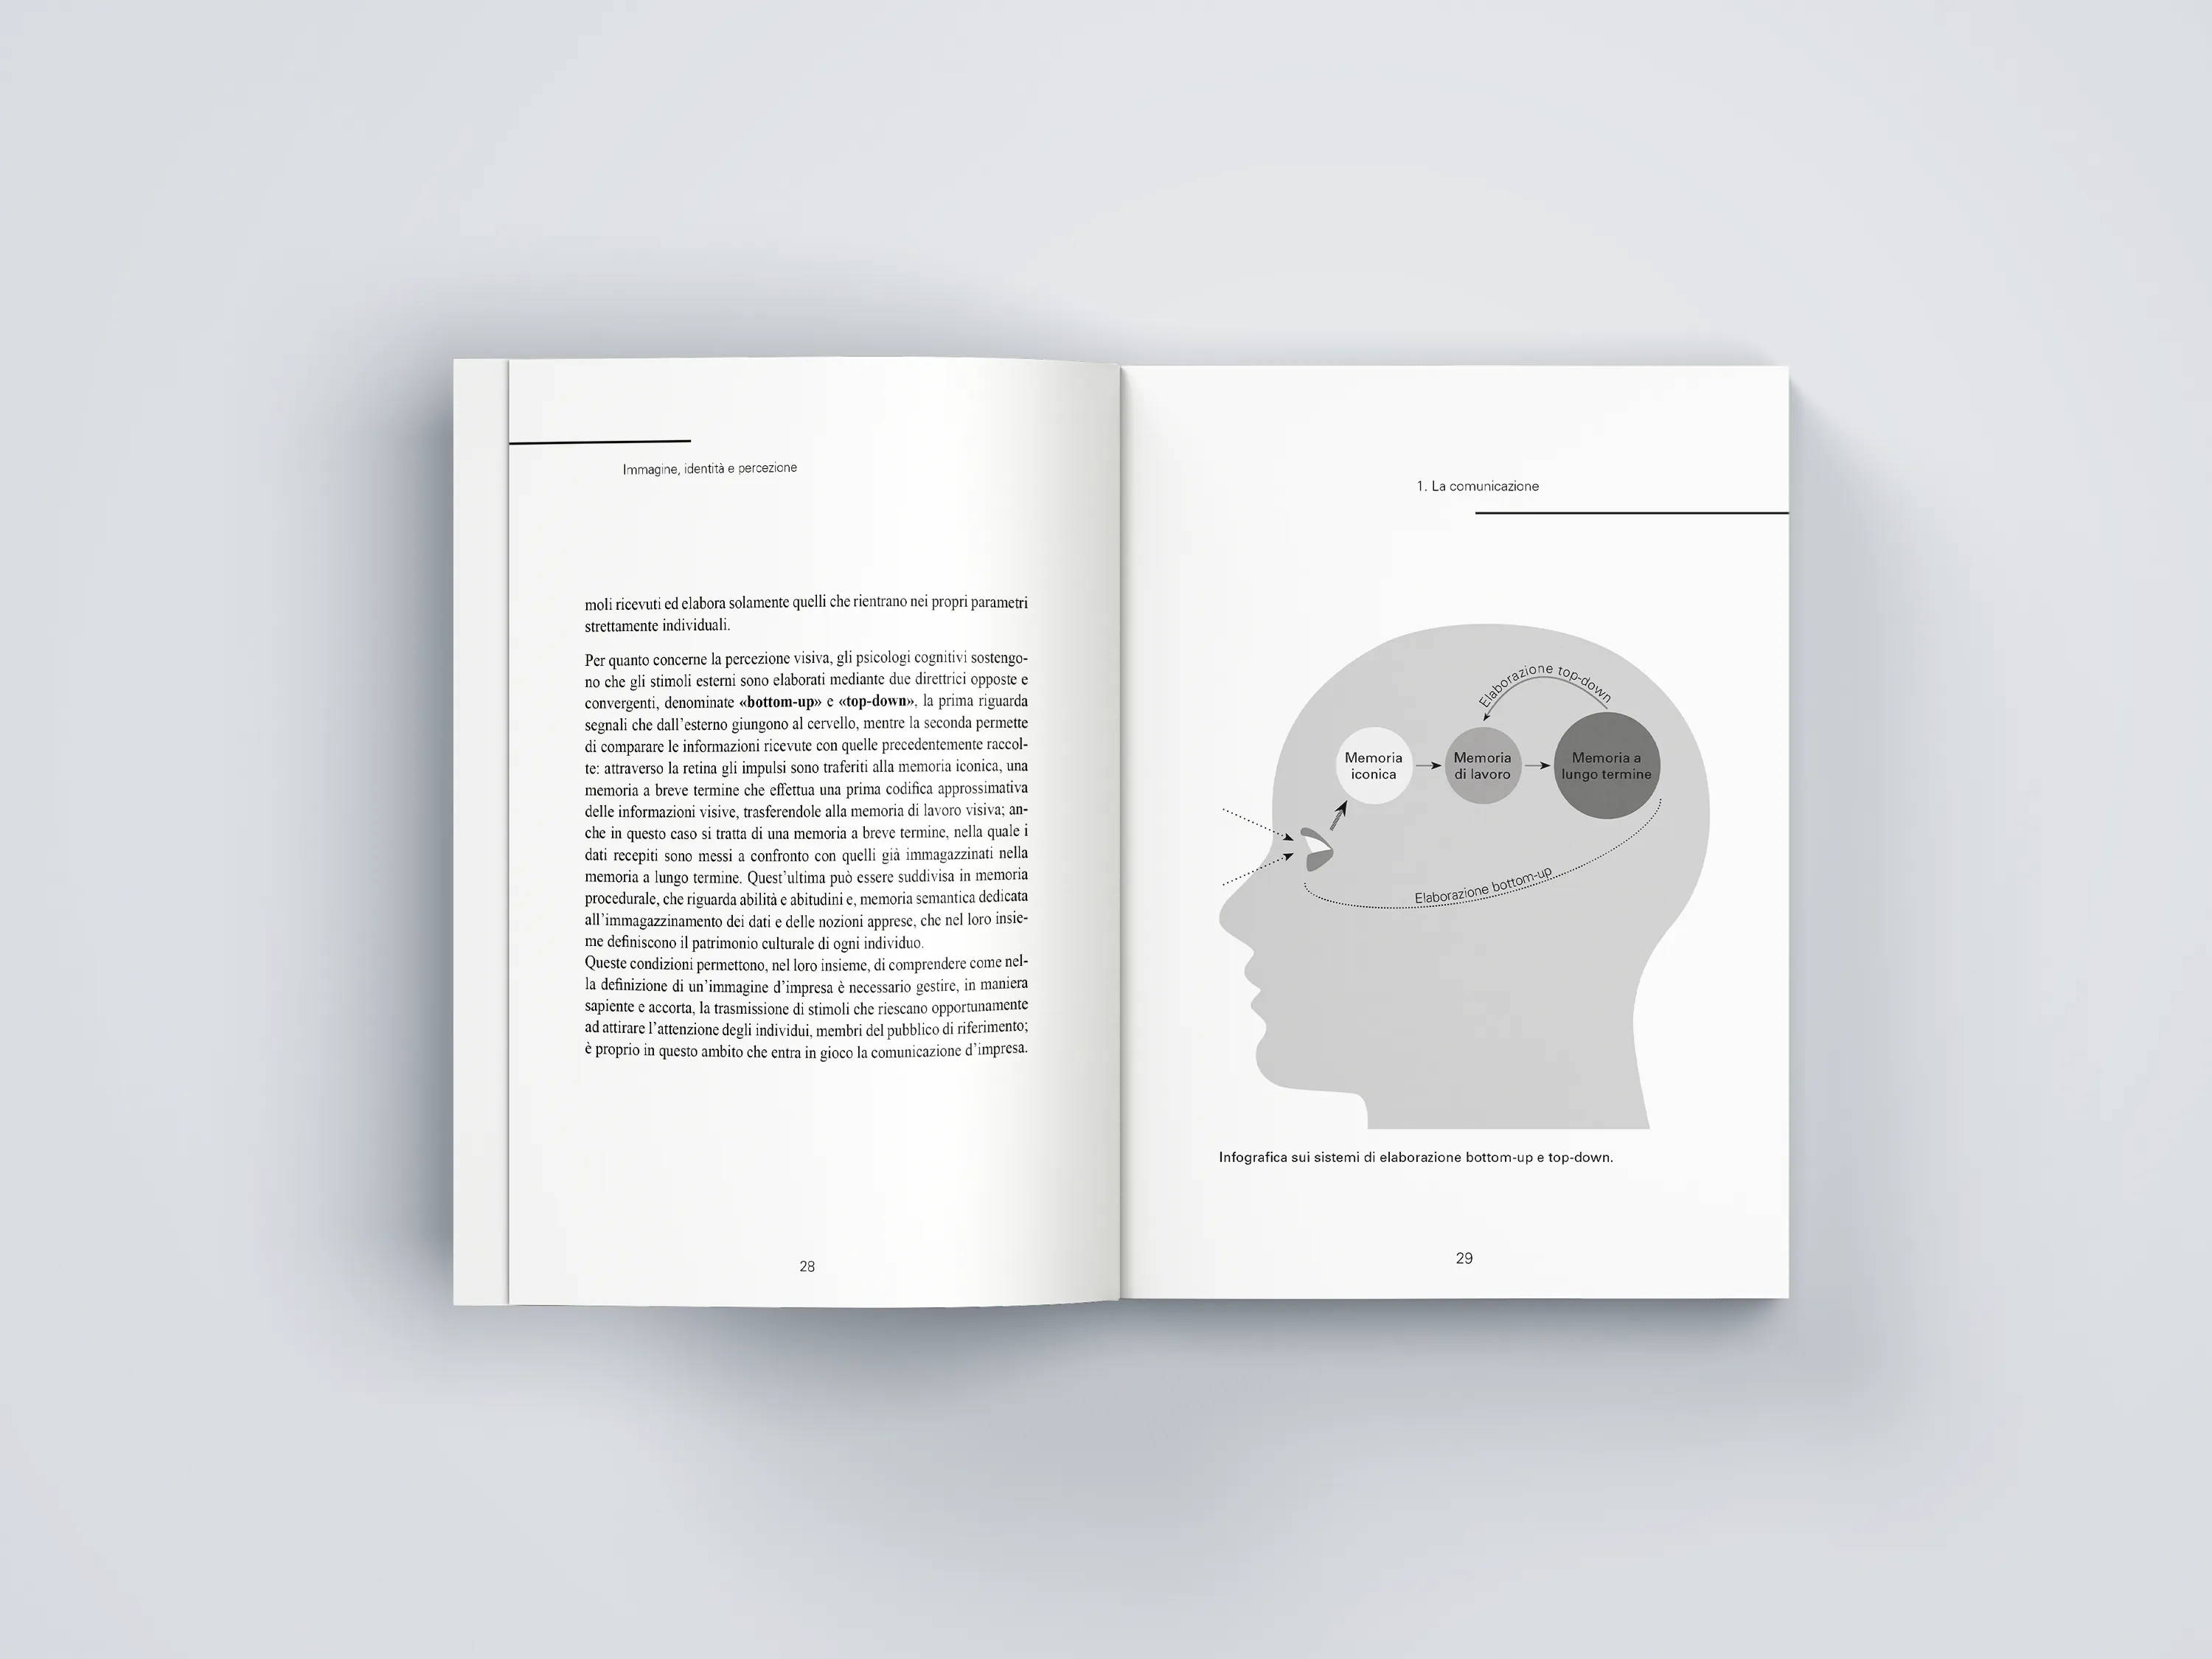 Immagine, identità e percezione
moli ricevuti ed elabora solamente quelli che rientrano nei propri parametri
strettamente individuali.
Per quanto concerne la percezione visiva, gli psicologi cognitivi sostengo-
no che gli stimoli esterni sono elaborati mediante due direttrici opposte e
convergenti, denominate «bottom-up» e «top-down», la prima riguarda
segnali che dall'esterno giungono al cervello, mentre la seconda permette
di comparare le informazioni ricevute con quelle precedentemente raccol-
te: attraverso la retina gli impulsi sono traferiti alla memoria iconica, una
memoria a breve termine che effettua una prima codifica approssimativa
delle informazioni visive, trasferendole alla memoria di lavoro visiva; an-
che in questo caso si tratta di una memoria a breve termine, nella quale i
dati recepiti sono messi a confronto con quelli già immagazzinati nella
memoria a lungo termine. Quest'ultima può essere suddivisa in memoria
procedurale, che riguarda abilità e abitudini e, memoria semantica dedicata
all'immagazzinamento dei dati e delle nozioni apprese, che nel loro insie-
me definiscono il patrimonio culturale di ogni individuo.
Queste condizioni permettono, nel loro insieme, di comprendere come nel-
la definizione di un'immagine d'impresa è necessario gestire, in maniera
sapiente e accorta, la trasmissione di stimoli che riescano opportunamente
ad attirare l'attenzione degli individui, membri del pubblico di riferimento;
è proprio in questo ambito che entra in gioco la comunicazione d'impresa.
28
1. La comunicazione
Elaborazione top-down
Memoria
iconica
Memoria
di lavoro
Memoria a
lungo termine
Elaborazione bottom-up
Infografica sui sistemi di elaborazione bottom-up e top-down.
29